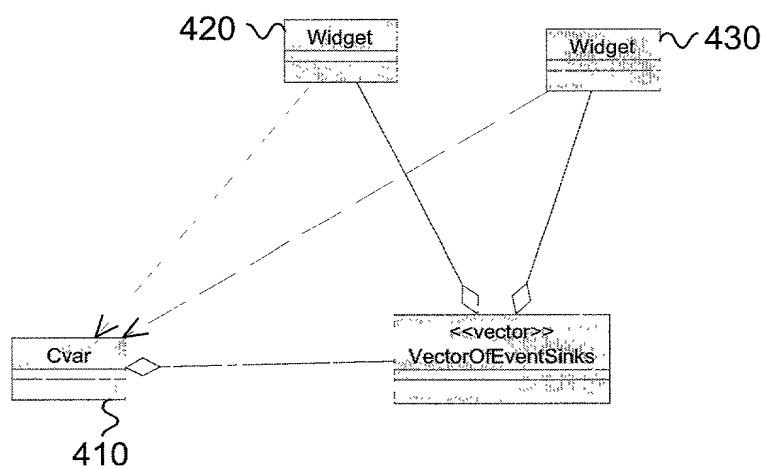 420
Widget
Widget
430
<<vector>>
VectorOfEventSinks
Cvar
410